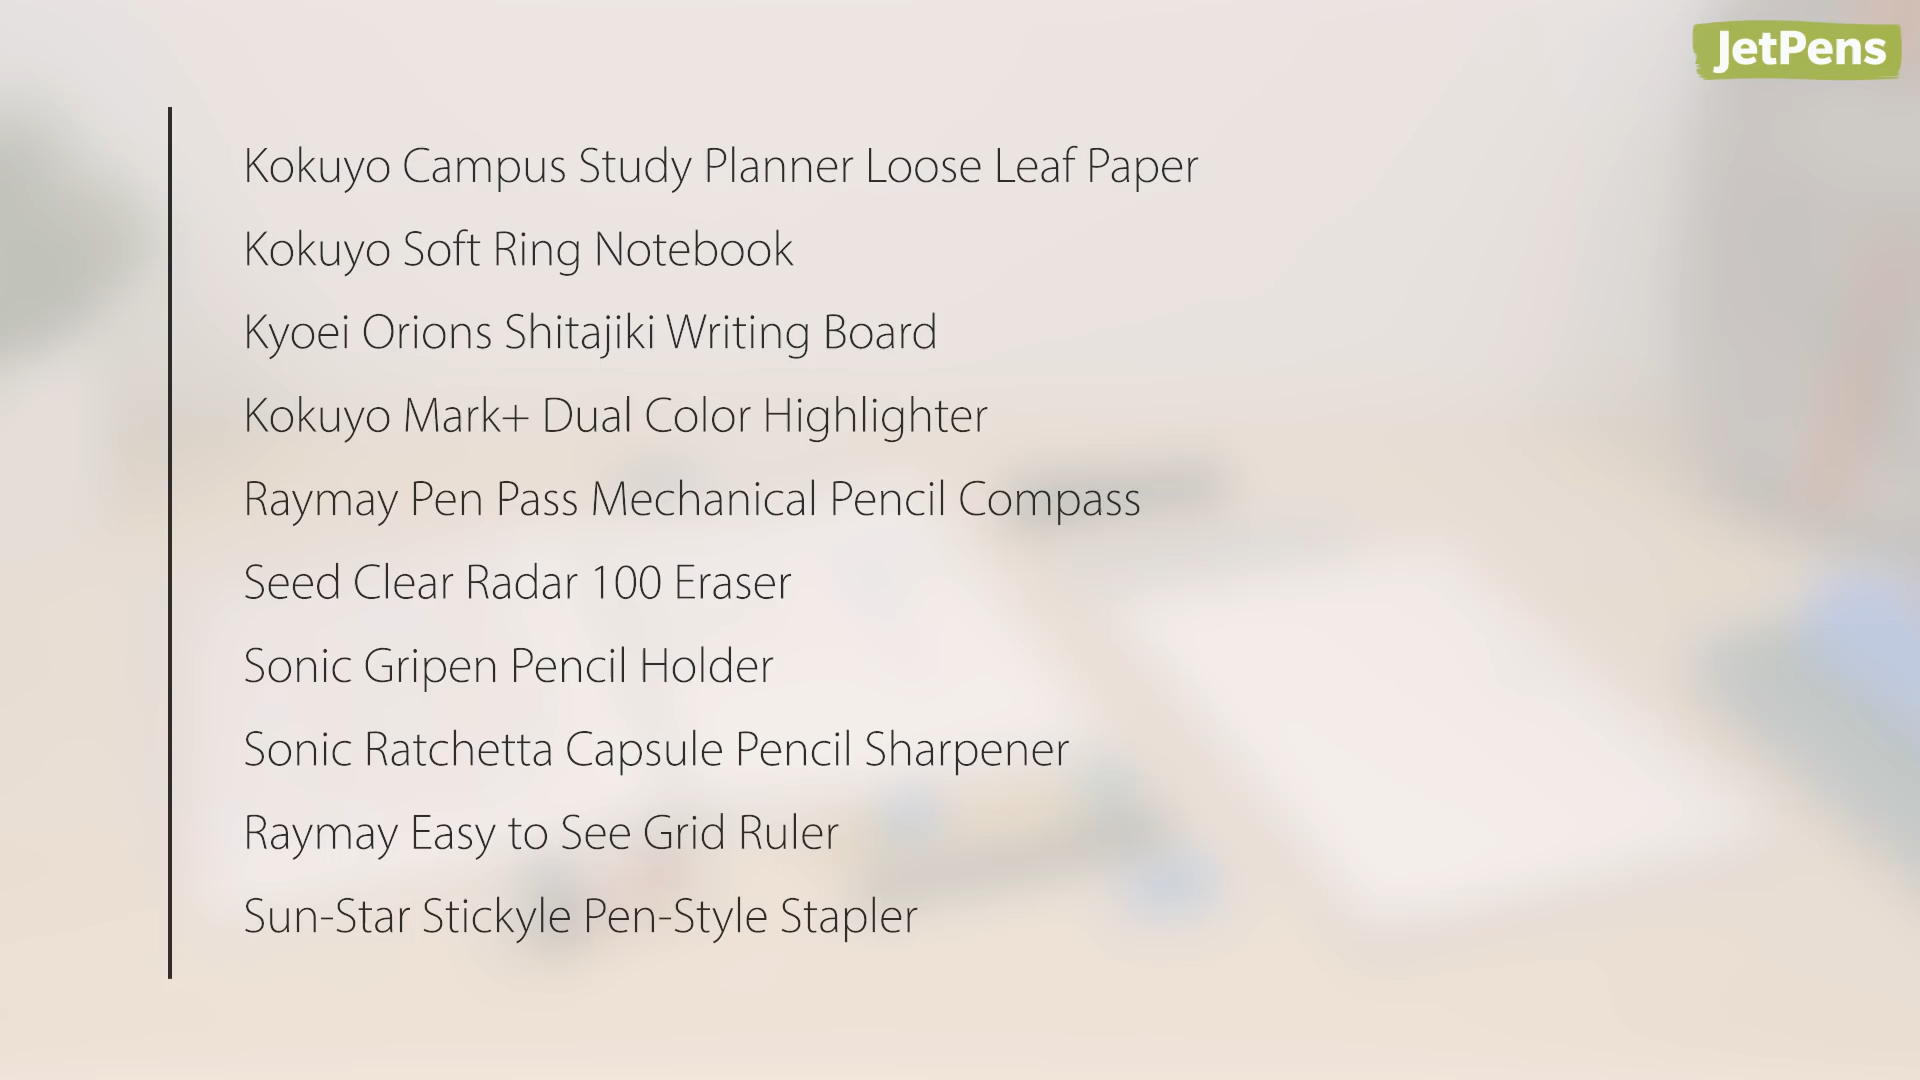 JetPens
Kokuyo Campus Study Planner Loose Leaf Paper
Kokuyo Soft Ring Notebook
Kyoei Orions Shitajiki Writing Board
Kokuyo Mark+ Dual Color Highlighter
Raymay Pen Pass Mechanical Pencil Compass
Seed Clear Radar 100 Eraser
Sonic Gripen Pencil Holder
Sonic Ratchetta Capsule Pencil Sharpener
Raymay Easy to See Grid Ruler
Sun-Star Stickyle Pen-Style Stapler